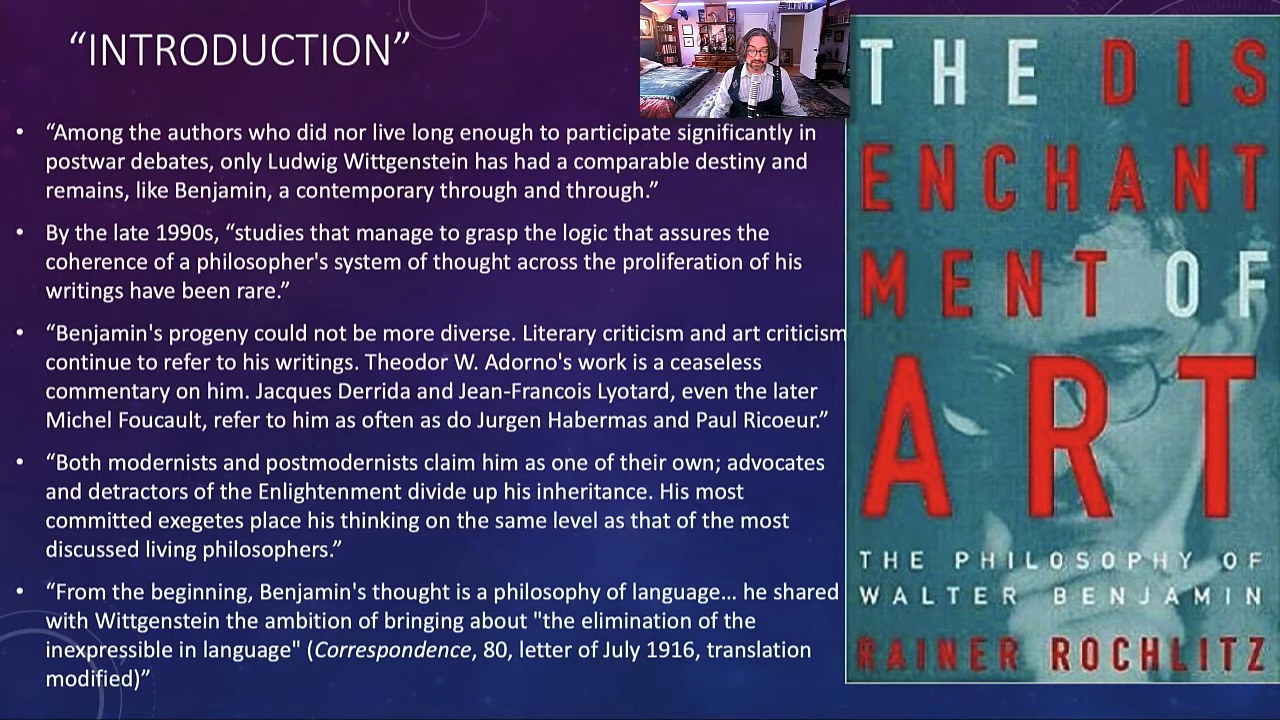 “INTRODUCTION”
• “Among the authors who did nor live long enough to participate significantly in
postwar debates, only Ludwig Wittgenstein has had a comparable destiny and
remains, like Benjamin, a contemporary through and through.”
• By the late 1990s, “studies that manage to grasp the logic that assures the
coherence of a philosopher's system of thought across the proliferation of his
writings have been rare.”
• “Benjamin's progeny could not be more diverse. Literary criticism and art criticism
continue to refer to his writings. Theodor W. Adorno's work is a ceaseless
commentary on him. Jacques Derrida and Jean-Francois Lyotard, even the later
Michel Foucault, refer to him as often as do Jurgen Habermas and Paul Ricoeur.”
• “Both modernists and postmodernists claim him as one of their own; advocates
and detractors of the Enlightenment divide up his inheritance. His most
committed exegetes place his thinking on the same level as that of the most
discussed living philosophers.”
• “From the beginning, Benjamin's thought is a philosophy of language... he shared
with Wittgenstein the ambition of bringing about "the elimination of the
inexpressible in language" (Correspondence, 80, letter of July 1916, translation
modified)”
THE DIS
ENCHANT
MENT OF
ART
THE PHILOSOPHY OF
WALTER BENJAMIN
RAINER ROCHLITZ